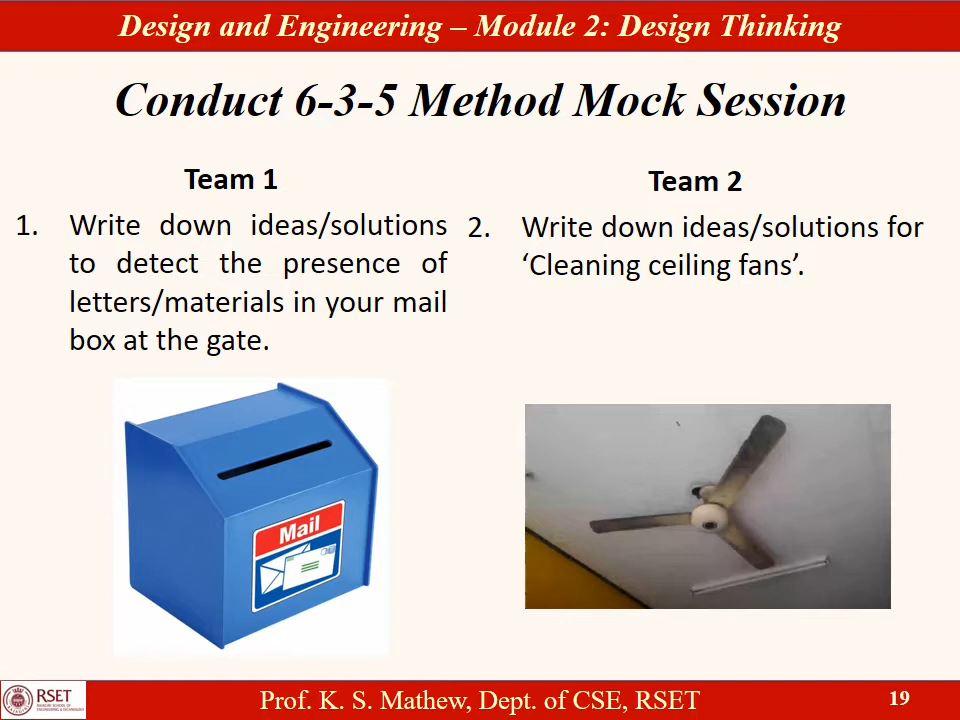 Design and Engineering – Module 2: Design Thinking
Conduct 6-3-5 Method Mock Session
Team 1
1. Write down ideas/solutions
to detect the presence of
letters/materials in your mail
box at the gate.
Team 2
2. Write down ideas/solutions for
‘Cleaning ceiling fans’.
Mail
RSET
Prof. K. S. Mathew, Dept. of CSE, RSET
19